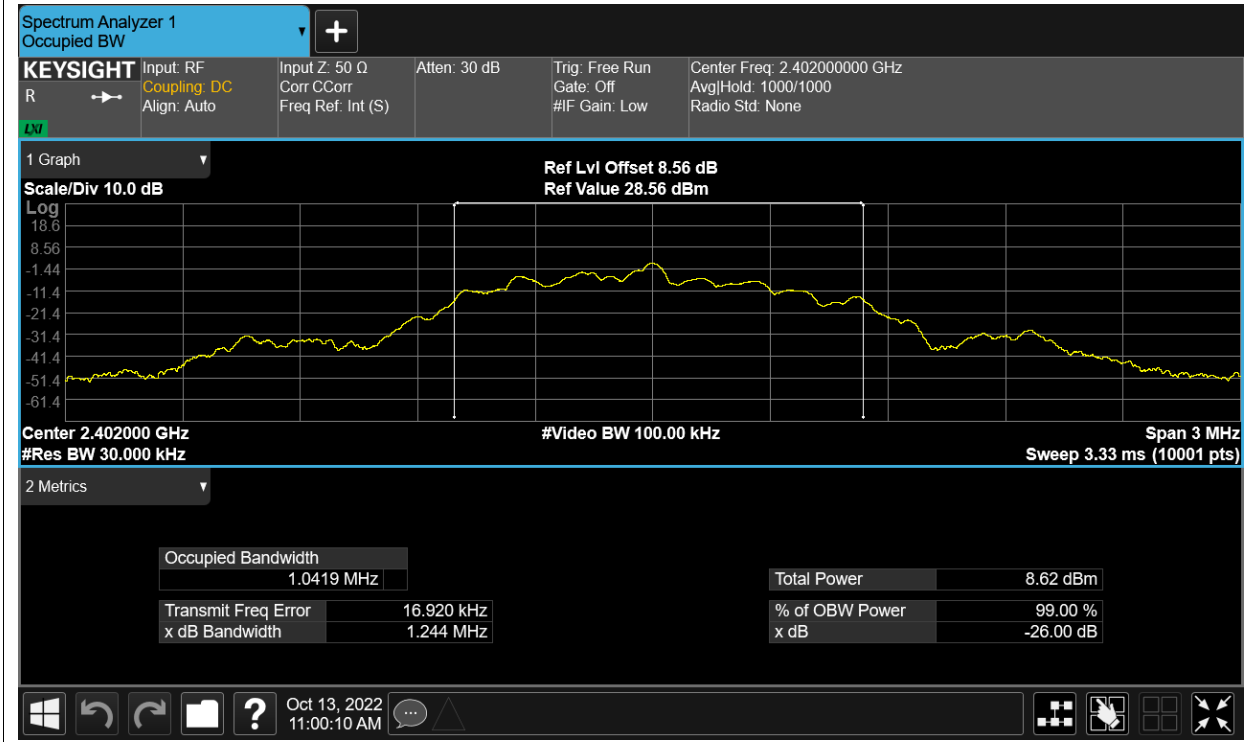 Spectrum Analyzer 1
Occupied BW
KEYSIGHT
R
LXI
Input: RF
Coupling: DC
Align: Auto
Input Z: 50 Ω
Corr CCorr
Freq Ref: Int (S)
Atten: 30 dB
Trig: Free Run
Gate: Off
#IF Gain: Low
Center Freq: 2.402000000 GHz
Avg|Hold: 1000/1000
Radio Std: None
1 Graph
Scale/Div 10.0 dB
Ref Lvl Offset 8.56 dB
Ref Value 28.56 dBm
Log
18.6
8.56
-1.44
-11.4
-21.4
-31.4
-41.4
-51.4
-61.4
Center 2.402000 GHz
#Video BW 100.00 kHz
Span 3 MHz
#Res BW 30.000 kHz
Sweep 3.33 ms (10001 pts)
2 Metrics
Occupied Bandwidth
1.0419 MHz
Total Power 8.62 dBm
Transmit Freq Error 16.920 kHz
% of OBW Power 99.00 %
x dB Bandwidth 1.244 MHz
x dB -26.00 dB
?
Oct 13, 2022
11:00:10 AM